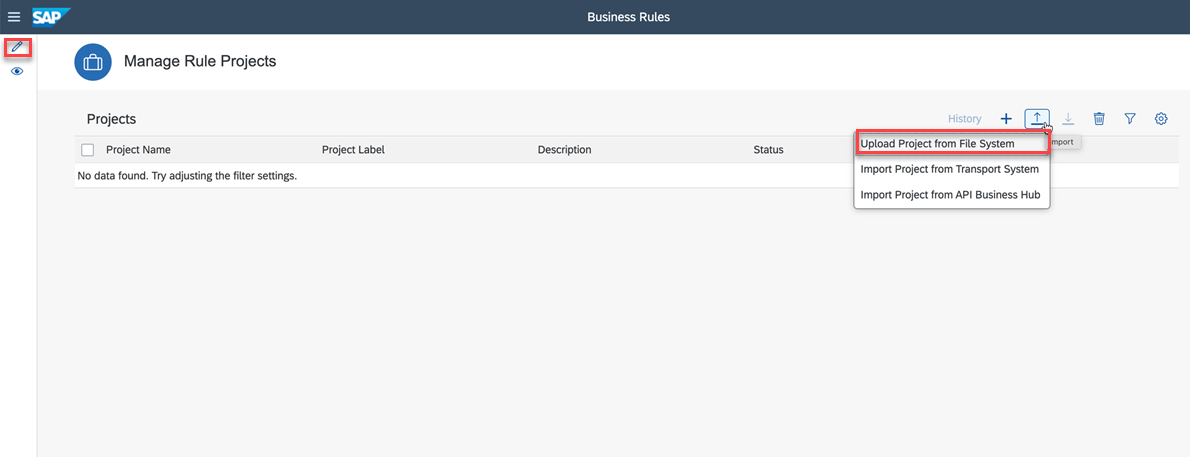 SAP
Business Rules
Manage Rule Projects
Projects
History
Project Name
Project Label
Description
Status
Upload Project from File System
mport
No data found. Try adjusting the filter settings.
Import Project from Transport System
Import Project from API Business Hub